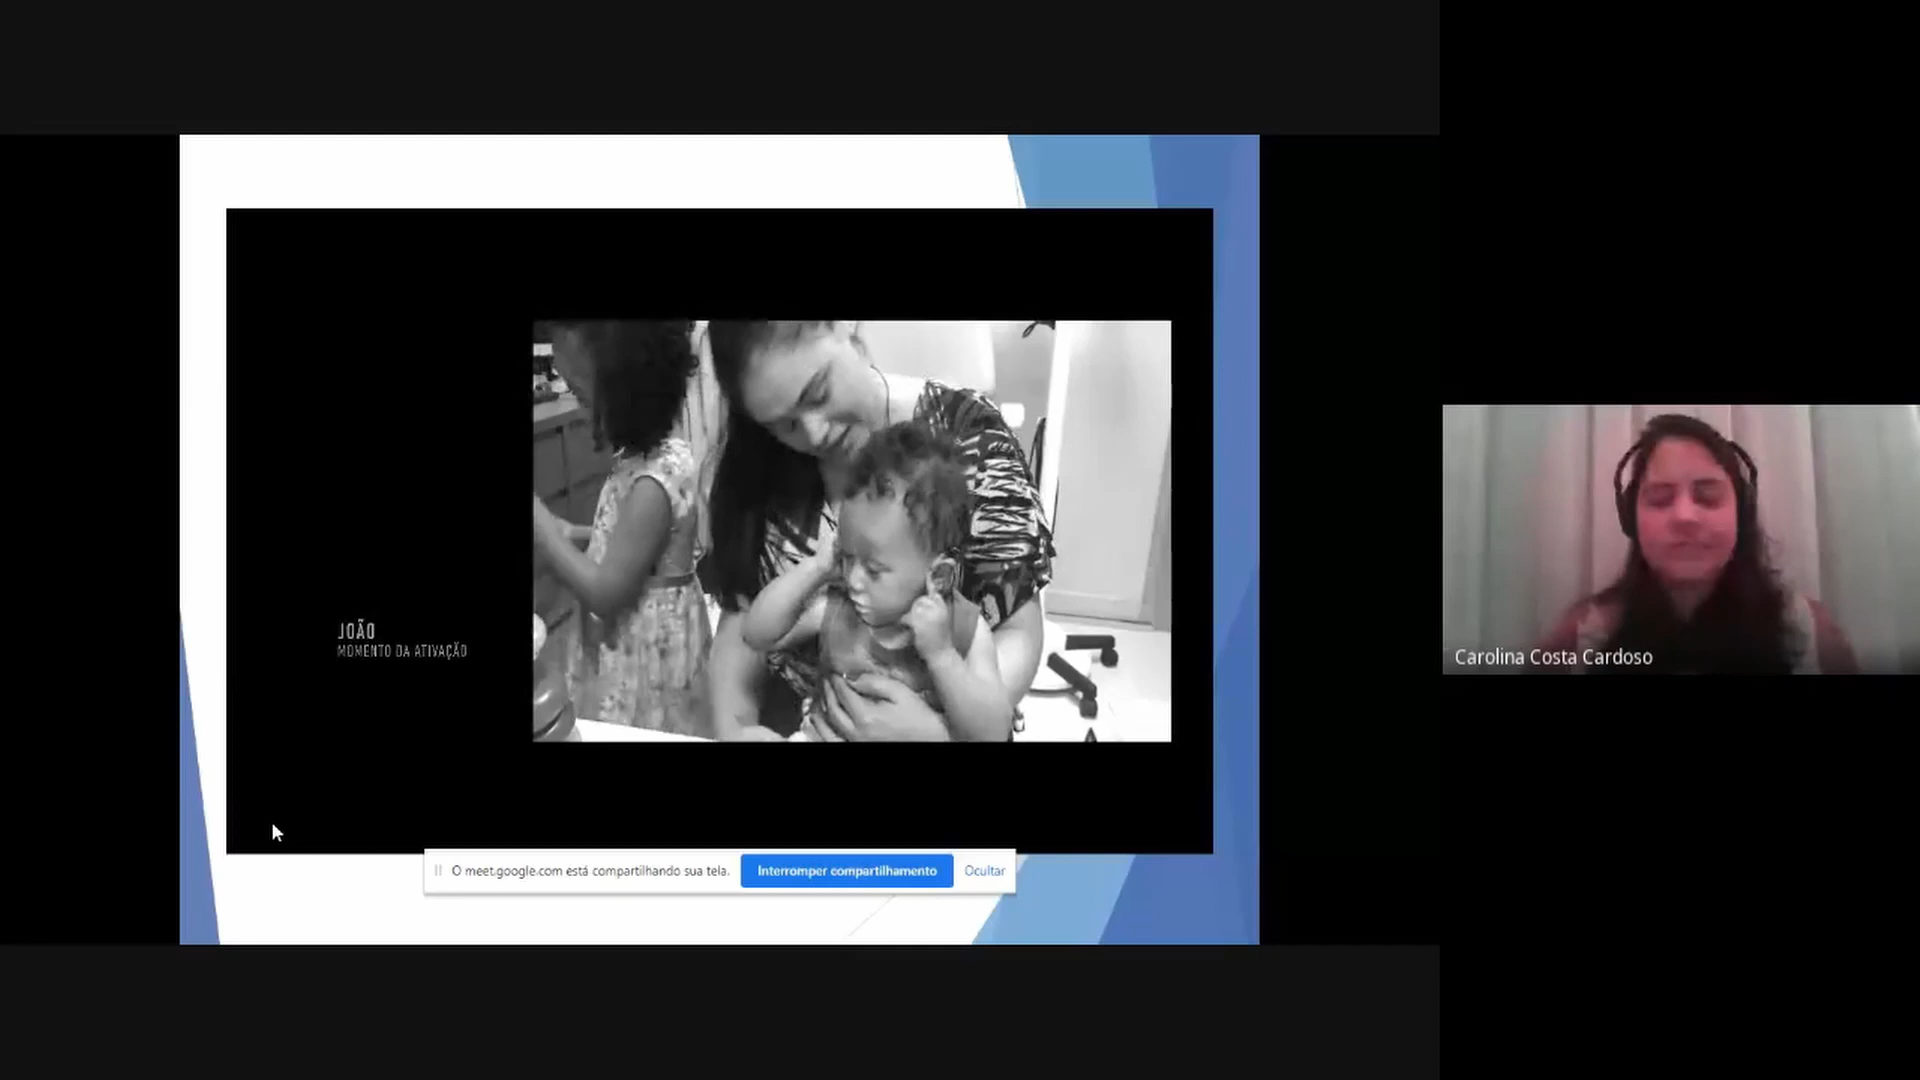 JOÃO
MOMENTO DA ATIVAÇÃO
Carolina Costa Cardoso
O meet.google.com está compartilhando sua tela.
Interromper compartilhamento
Ocultar